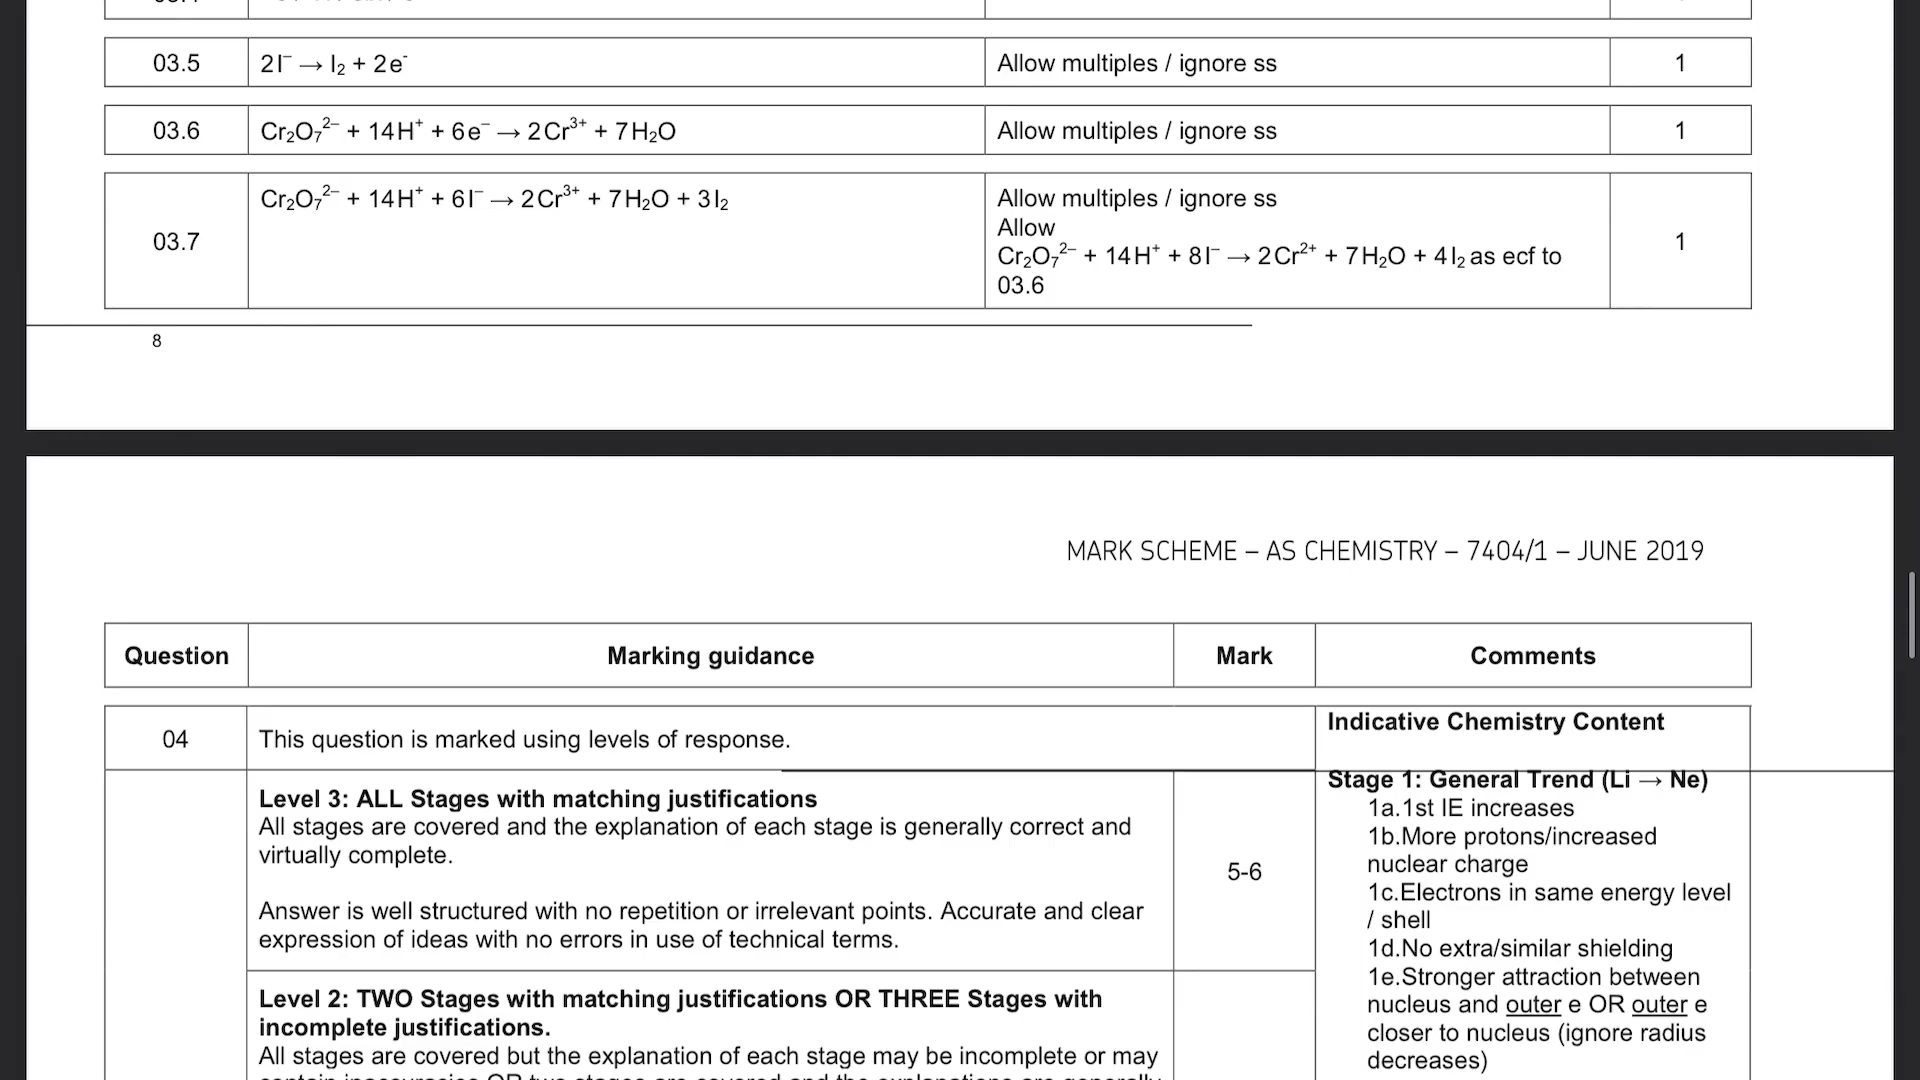 03.5 2I⁻ → I₂ + 2e⁻ Allow multiples / ignore ss 1
03.6 Cr₂O₇²⁻ + 14H⁺ + 6e⁻ → 2Cr³⁺ + 7H₂O Allow multiples / ignore ss 1
Cr₂O₇²⁻ + 14H⁺ + 6I⁻ → 2Cr³⁺ + 7H₂O + 3I₂ Allow multiples / ignore ss
Allow
03.7 1
Cr₂O₇²⁻ + 14H⁺ + 8I⁻ → 2Cr²⁺ + 7H₂O + 4I₂ as ecf to
03.6
8
MARK SCHEME – AS CHEMISTRY – 7404/1 – JUNE 2019
Question Marking guidance Mark Comments
04 This question is marked using levels of response.
Level 3: ALL Stages with matching justifications
All stages are covered and the explanation of each stage is generally correct and
virtually complete.
Answer is well structured with no repetition or irrelevant points. Accurate and clear
expression of ideas with no errors in use of technical terms.
5-6
Level 2: TWO Stages with matching justifications OR THREE Stages with
incomplete justifications.
All stages are covered but the explanation of each stage may be incomplete or may
Indicative Chemistry Content
Stage 1: General Trend (Li → Ne)
1a.1st IE increases
1b.More protons/increased
nuclear charge
1c.Electrons in same energy level
/ shell
1d.No extra/similar shielding
1e.Stronger attraction between
nucleus and outer e OR outer e
closer to nucleus (ignore radius
decreases)